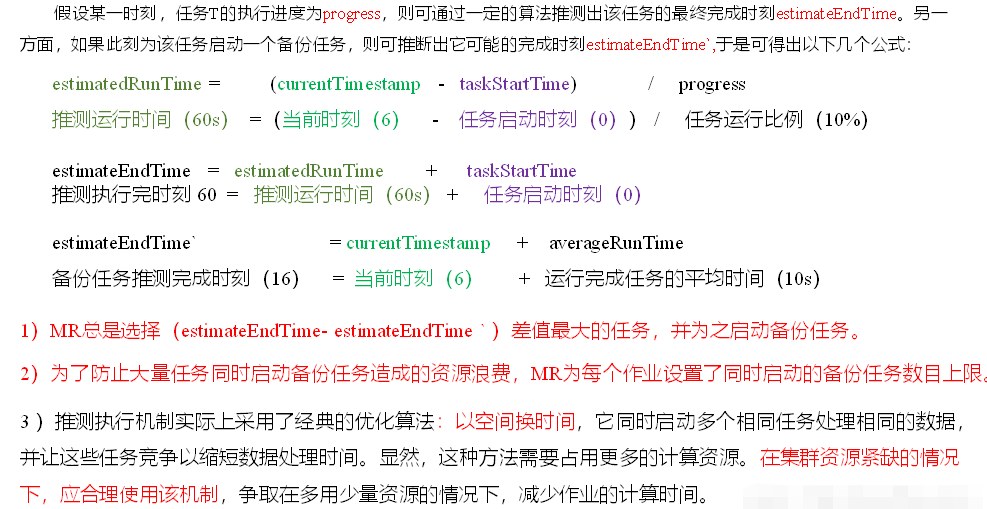 假设某一时刻，任务T的执行进度为progress，则可通过一定的算法推测出该任务的最终完成时刻estimateEndTime。另一
方面，如果此刻为该任务启动一个备份任务，则可推断出它可能的完成时刻estimateEndTime`,于是可得出以下几个公式：
estimatedRunTime = (currentTimestamp - taskStartTime) / progress
推测运行时间（60s） =（当前时刻（6） - 任务启动时刻（0）） / 任务运行比例（10%）
estimateEndTime = estimatedRunTime + taskStartTime
推测执行完时刻 60 = 推测运行时间（60s） + 任务启动时刻（0）
estimateEndTime` = currentTimestamp + averageRunTime
备份任务推测完成时刻（16） = 当前时刻（6） + 运行完成任务的平均时间（10s）
1）MR总是选择（estimateEndTime- estimateEndTime ` ）差值最大的任务，并为之启动备份任务。
2）为了防止大量任务同时启动备份任务造成的资源浪费，MR为每个作业设置了同时启动的备份任务数目上限。
3 ）推测执行机制实际上采用了经典的优化算法：以空间换时间，它同时启动多个相同任务处理相同的数据，
并让这些任务竞争以缩短数据处理时间。显然，这种方法需要占用更多的计算资源。在集群资源紧缺的情况
下，应合理使用该机制，争取在多用少量资源的情况下，减少作业的计算时间。